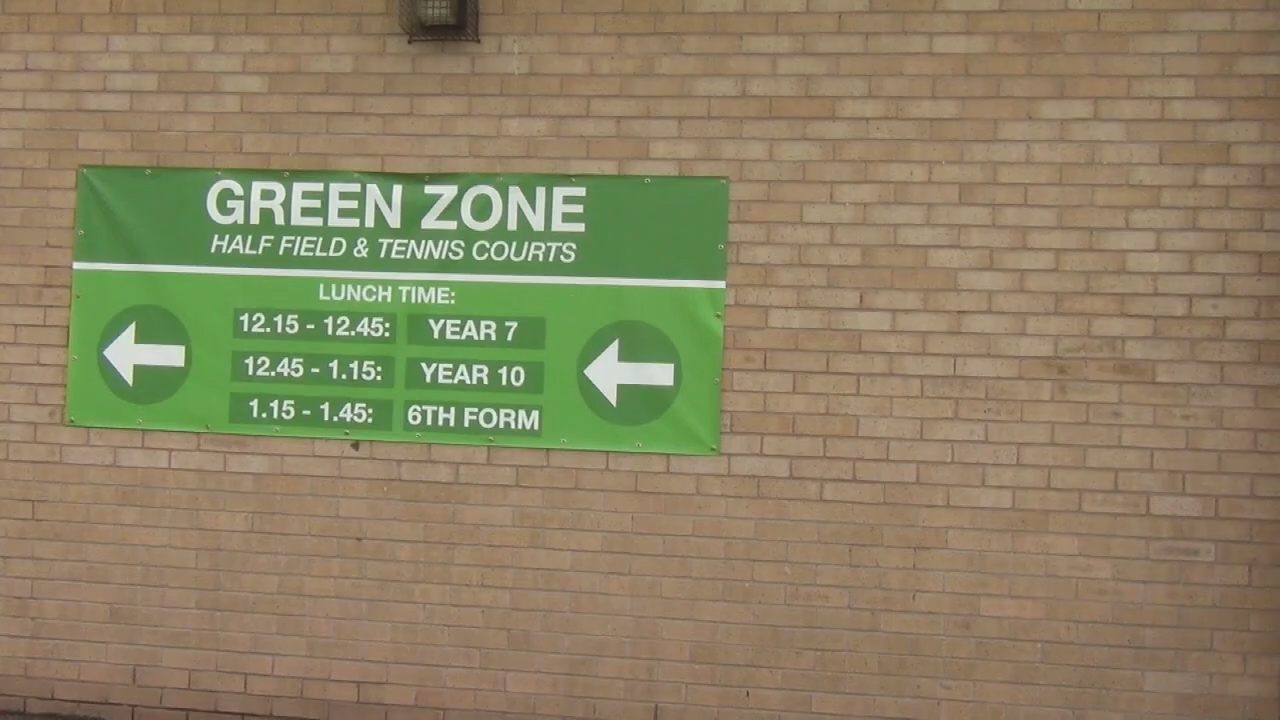 GREEN ZONE
HALF FIELD & TENNIS COURTS
LUNCH TIME:
12.15 - 12.45: YEAR 7
12.45 - 1.15: YEAR 10
1.15 - 1.45: 6TH FORM